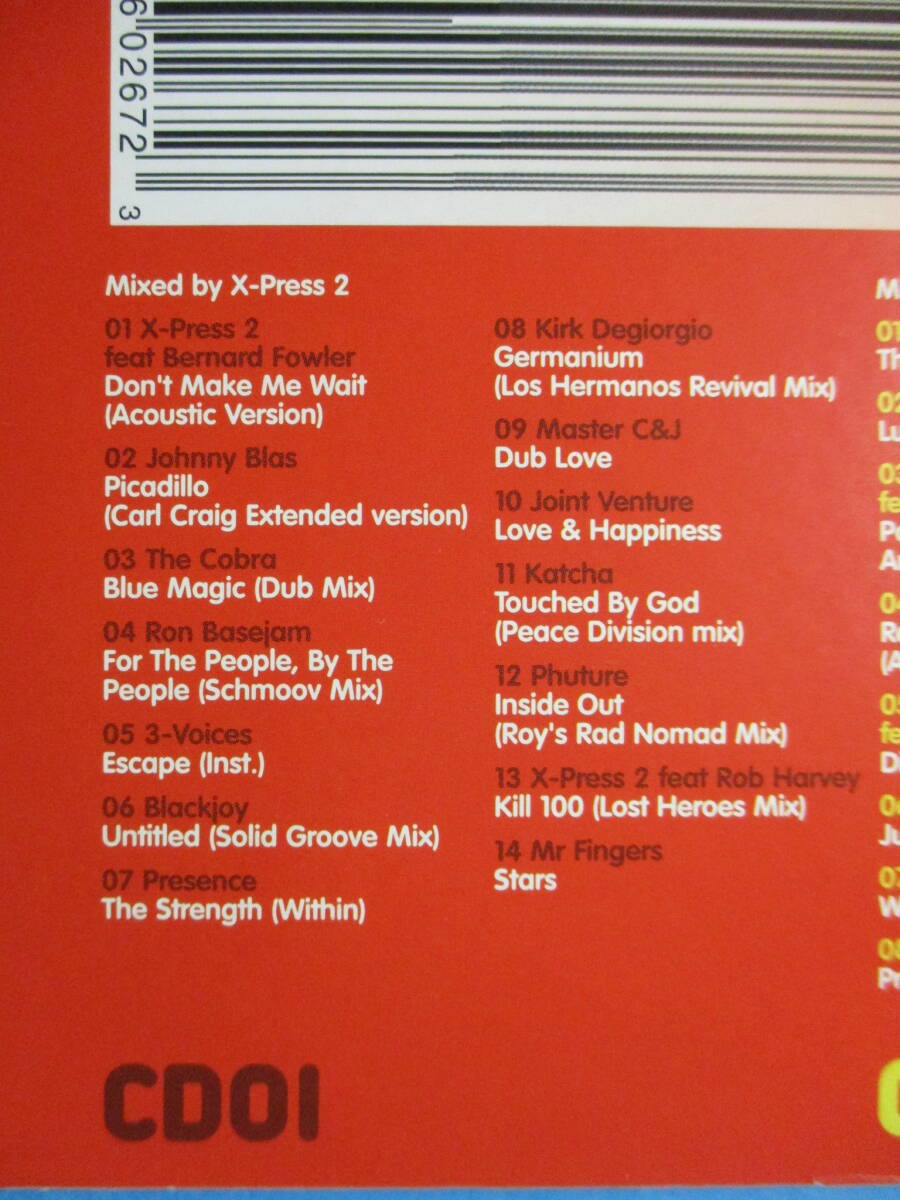 602672
3
Mixed by X-Press 2
01 X-Press 2
feat Bernard Fowler
Don't Make Me Wait
(Acoustic Version)
02 Johnny Blas
Picadillo
(Carl Craig Extended version)
03 The Cobra
Blue Magic (Dub Mix)
04 Ron Basejam
For The People, By The
People (Schmoov Mix)
05 3-Voices
Escape (Inst.)
06 Blackjoy
Untitled (Solid Groove Mix)
07 Presence
The Strength (Within)
08 Kirk Degiorgio
Germanium
(Los Hermanos Revival Mix)
09 Master C&J
Dub Love
10 Joint Venture
Love & Happiness
11 Katcha
Touched By God
(Peace Division mix)
12 Phuture
Inside Out
(Roy's Rad Nomad Mix)
13 X-Press 2 feat Rob Harvey
Kill 100 (Lost Heroes Mix)
14 Mr Fingers
Stars
CD01